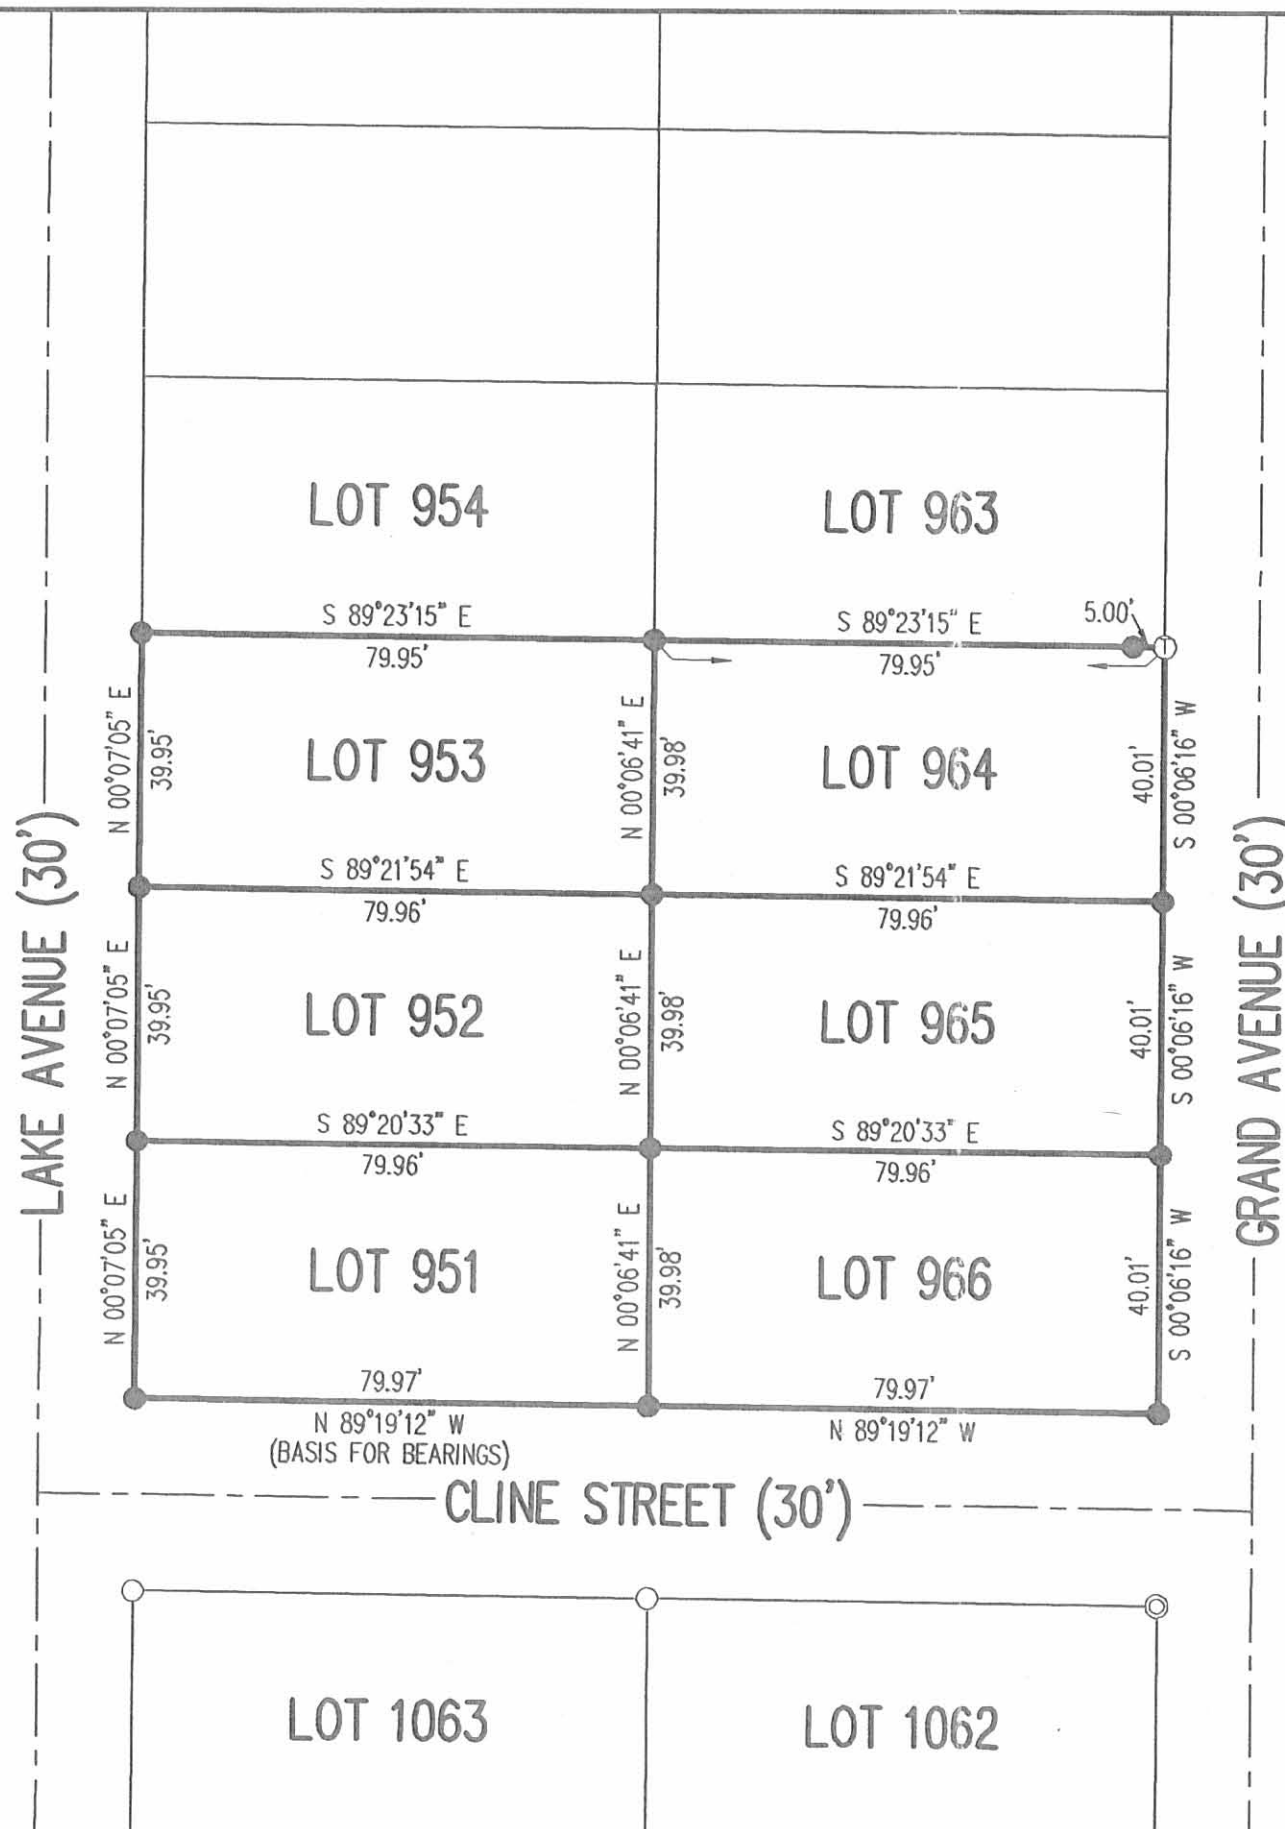 LOT 954
LOT 963
S 89°23'15" E
79.95'
S 89°23'15" E
79.95'
5.00'
T
N 00°07'05" E
39.95'
LOT 953
N 00°06'41" E
39.98'
LOT 964
40.01'
S 00°06'16" W
S 89°21'54" E
79.96'
S 89°21'54" E
79.96'
LAKE AVENUE (30')
GRAND AVENUE (30')
N 00°07'05" E
39.95'
LOT 952
N 00°06'41" E
39.98'
LOT 965
40.01'
S 00°06'16" W
S 89°20'33" E
79.96'
S 89°20'33" E
79.96'
N 00°07'05" E
39.95'
LOT 951
N 00°06'41" E
39.98'
LOT 966
40.01'
S 00°06'16" W
79.97'
N 89°19'12" W
(BASIS FOR BEARINGS)
79.97'
N 89°19'12" W
CLINE STREET (30')
LOT 1063
LOT 1062